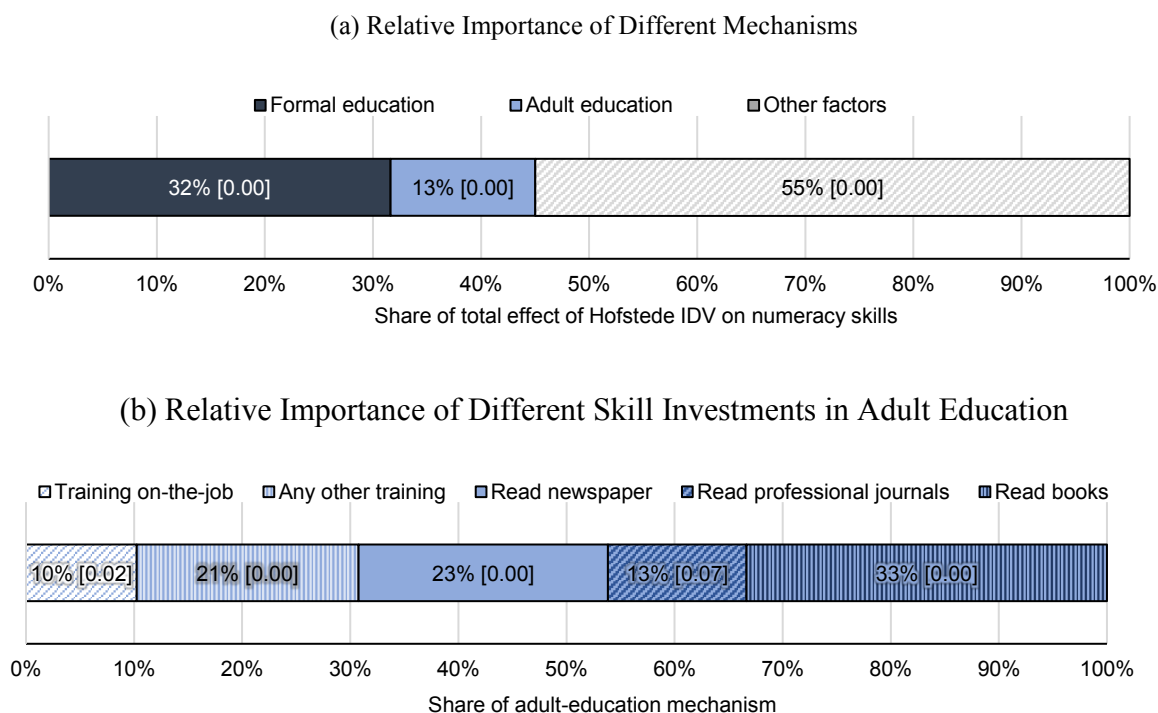 (a) Relative Importance of Different Mechanisms
Formal education Adult education Other factors
32% [0.00] 13% [0.00] 55% [0.00]
0% 10% 20% 30% 40% 50% 60% 70% 80% 90% 100%
Share of total effect of Hofstede IDV on numeracy skills
(b) Relative Importance of Different Skill Investments in Adult Education
Training on-the-job Any other training Read newspaper Read professional journals Read books
10% [0.02] 21% [0.00] 23% [0.00] 13% [0.07] 33% [0.00]
0% 10% 20% 30% 40% 50% 60% 70% 80% 90% 100%
Share of adult-education mechanism